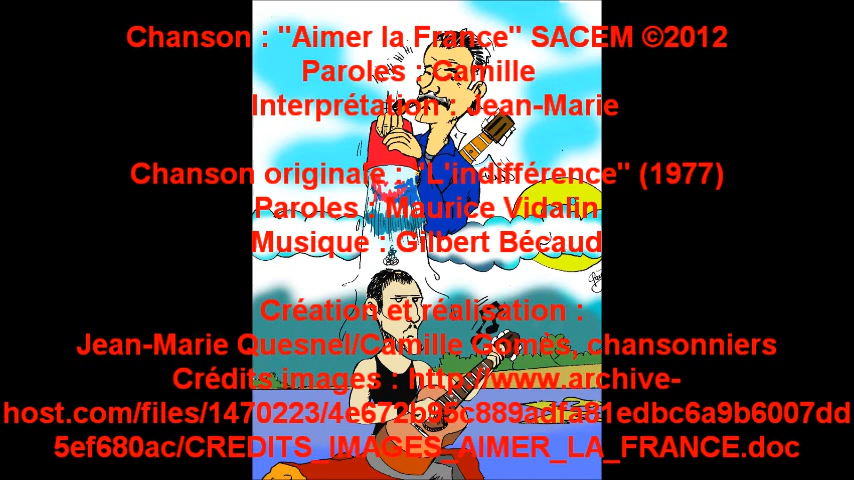 Chanson : "Aimer la France" SACEM ©2012
Paroles : Camille
Interprétation : Jean-Marie
Chanson originale : "L'indifférence" (1977)
Paroles : Maurice Vidalin
Musique : Gilbert Bécaud
Création et réalisation :
Jean-Marie Quesnel/Camille Gomès, chansonniers
Crédits images : http://www.archive-
host.com/files/1470223/4e672b95c889adfa81edbc6a9b6007dd
5ef680ac/CREDITS_IMAGES_AIMER_LA_FRANCE.doc